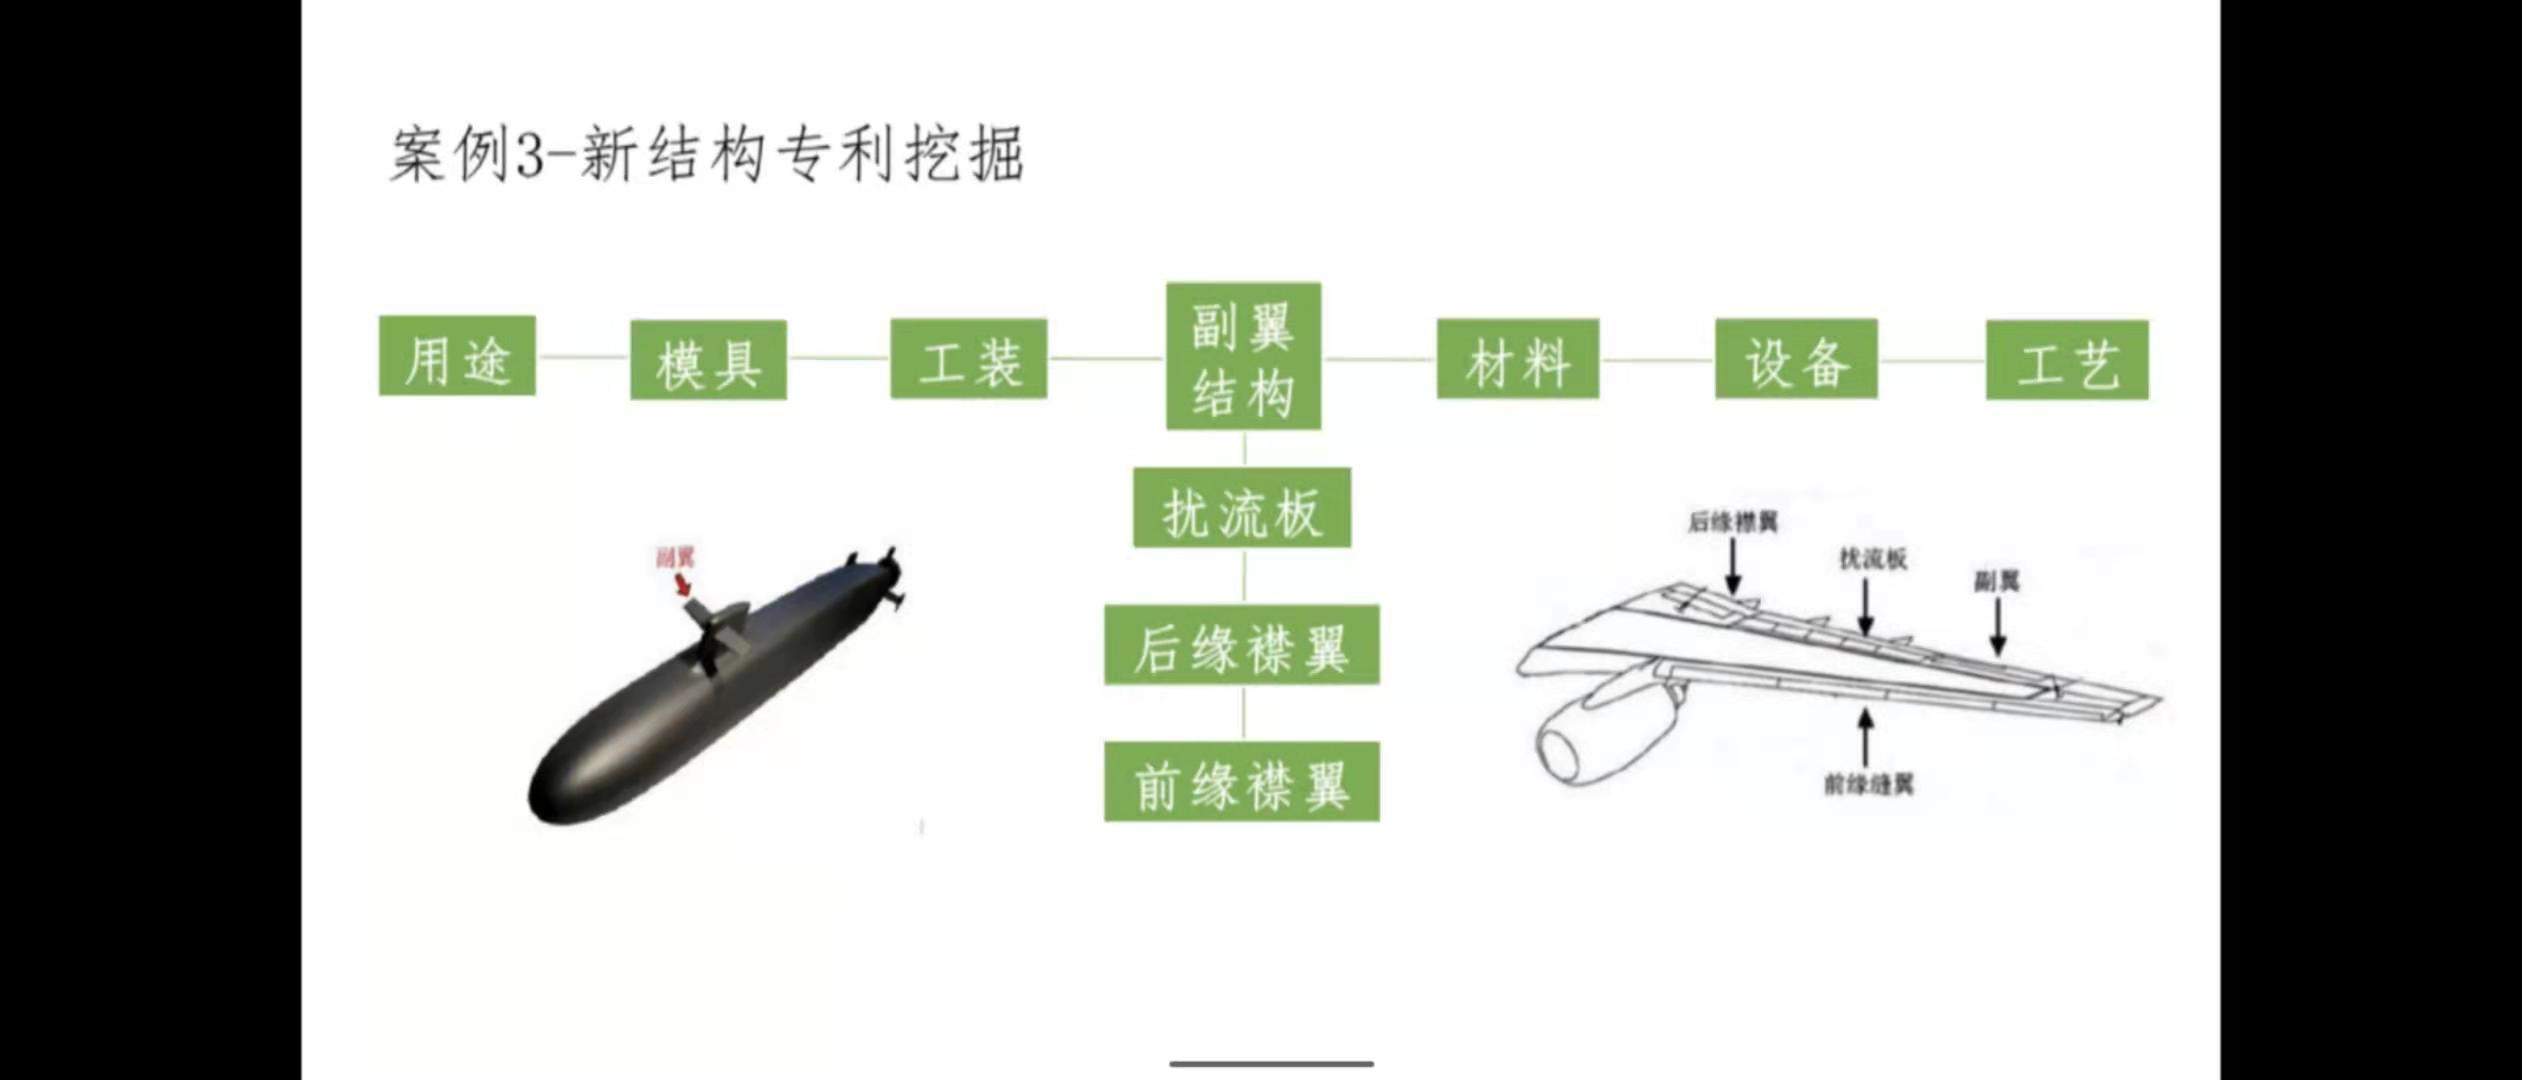 案例3-新结构专利挖掘
用途
模具
工装
副翼
结构
材料
设备
工艺
扰流板
后缘襟翼
前缘襟翼
副翼
后缘襟翼
扰流板
副翼
前缘缝翼